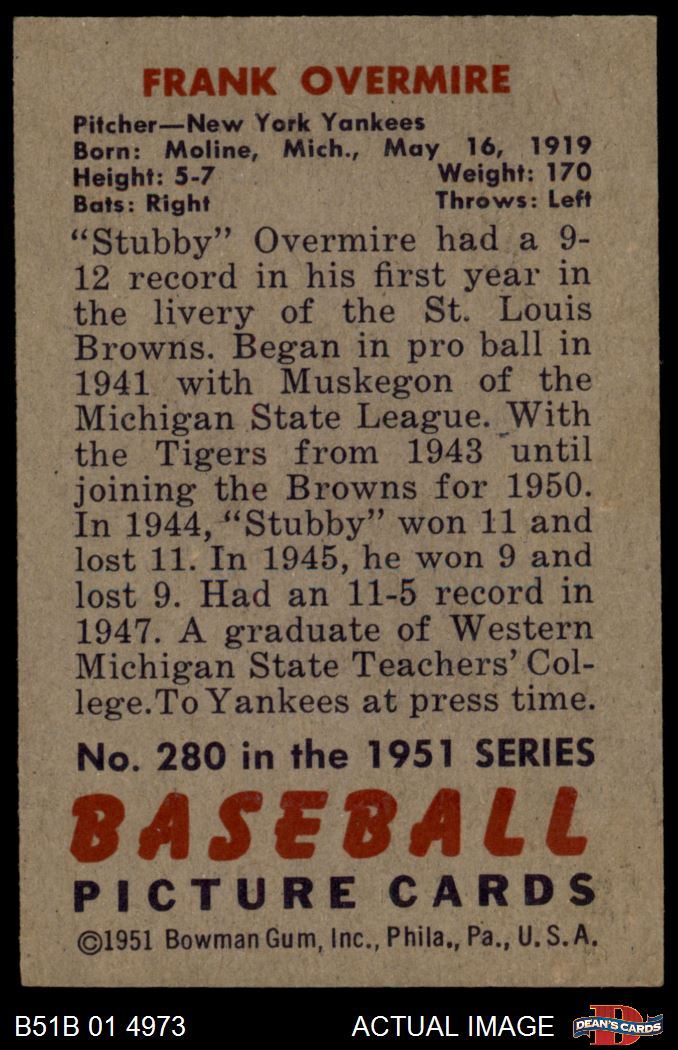 FRANK OVERMIRE
Pitcher—New York Yankees
Born: Moline, Mich., May 16, 1919
Height: 5-7 Weight: 170
Bats: Right Throws: Left
"Stubby" Overmire had a 9-
12 record in his first year in
the livery of the St. Louis
Browns. Began in pro ball in
1941 with Muskegon of the
Michigan State League. With
the Tigers from 1943 until
joining the Browns for 1950.
In 1944, "Stubby" won 11 and
lost 11. In 1945, he won 9 and
lost 9. Had an 11-5 record in
1947. A graduate of Western
Michigan State Teachers' Col-
lege. To Yankees at press time.
No. 280 in the 1951 SERIES
BASEBALL
PICTURE CARDS
©1951 Bowman Gum, Inc., Phila., Pa., U.S.A.
B51B 01 4973 ACTUAL IMAGE D DEAN'S CARDS